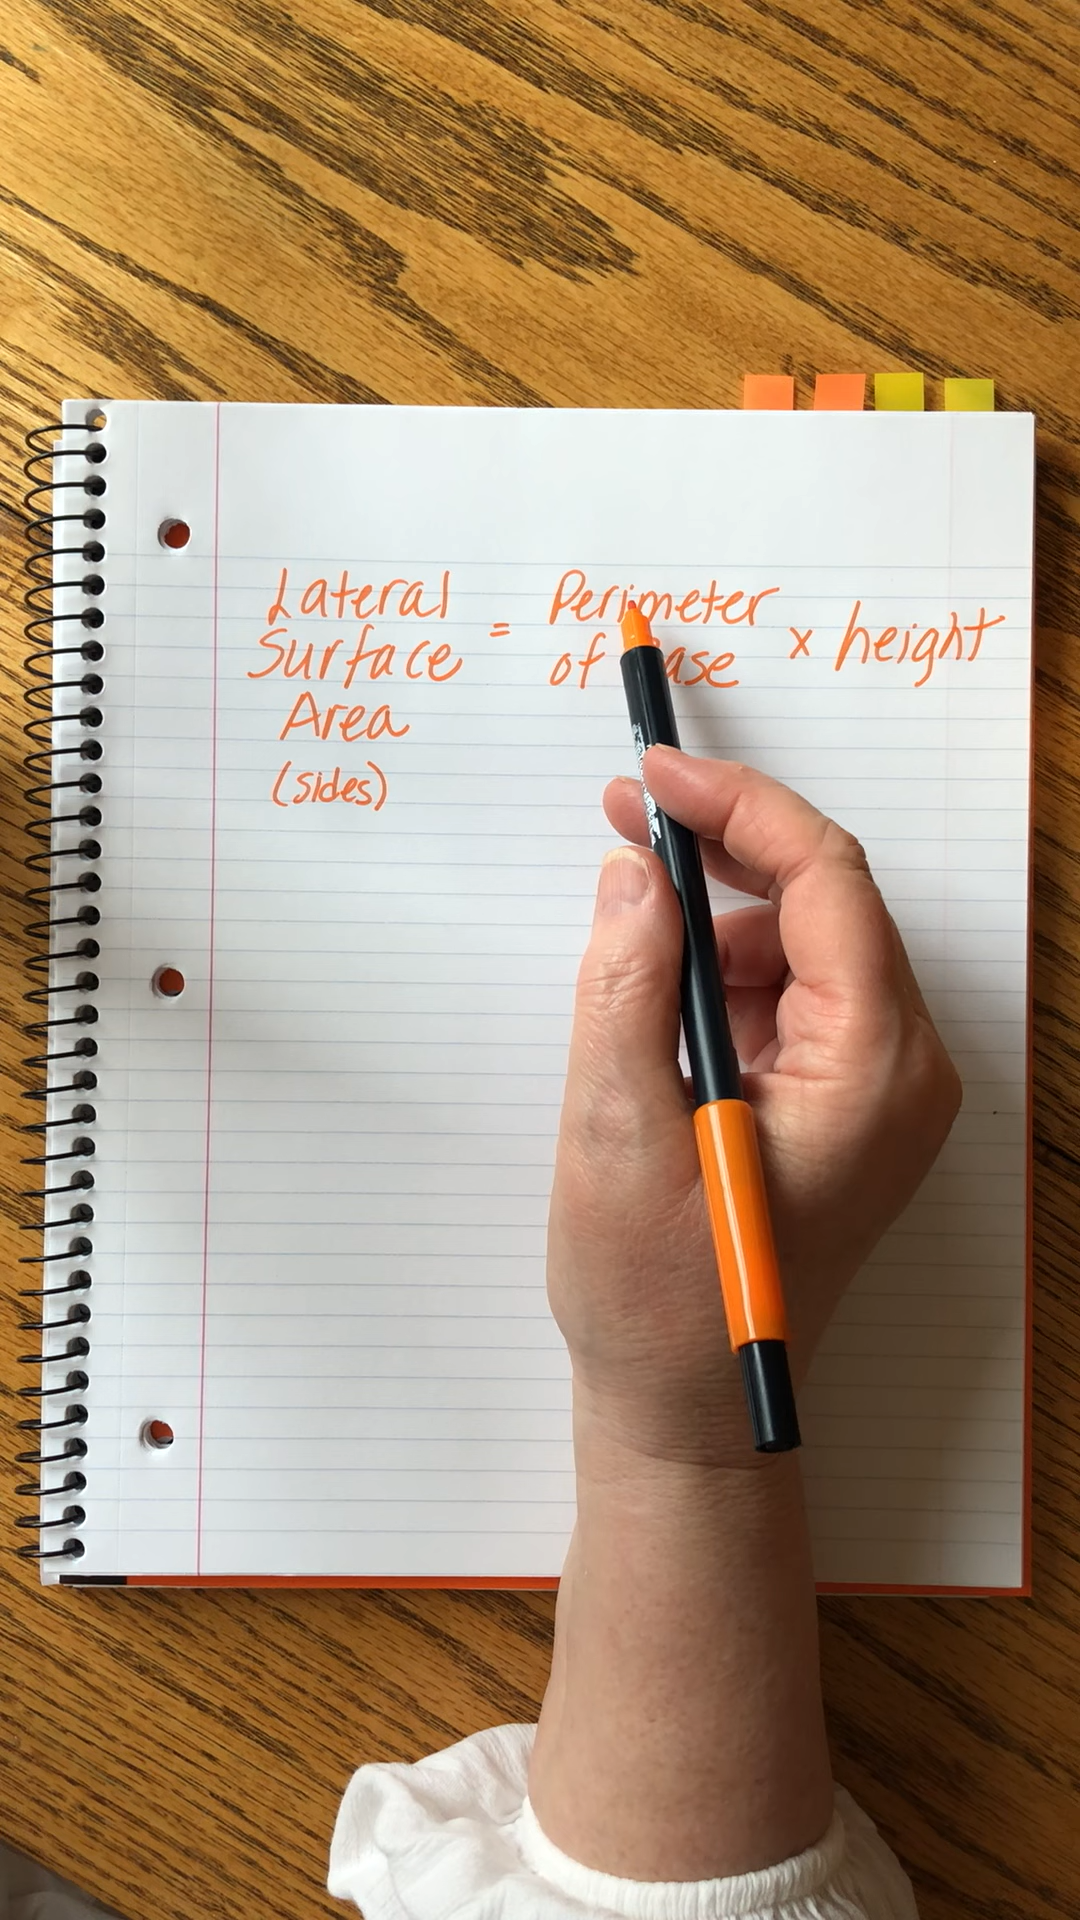 Lateral
Surface
Area
(sides)
=
Perimeter
of
x height